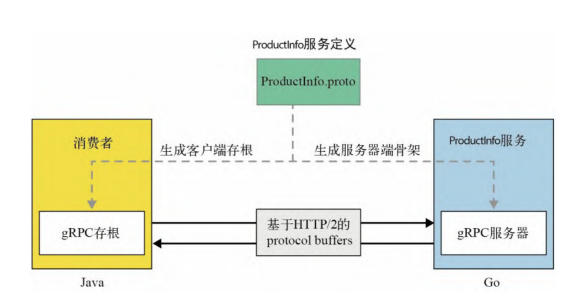 ProductInfo服务定义
ProductInfo.proto
消费者
生成客户端存根
生成服务器端骨架
ProductInfo服务
gRPC存根
基于HTTP/2的
protocol buffers
gRPC服务器
Java
Go